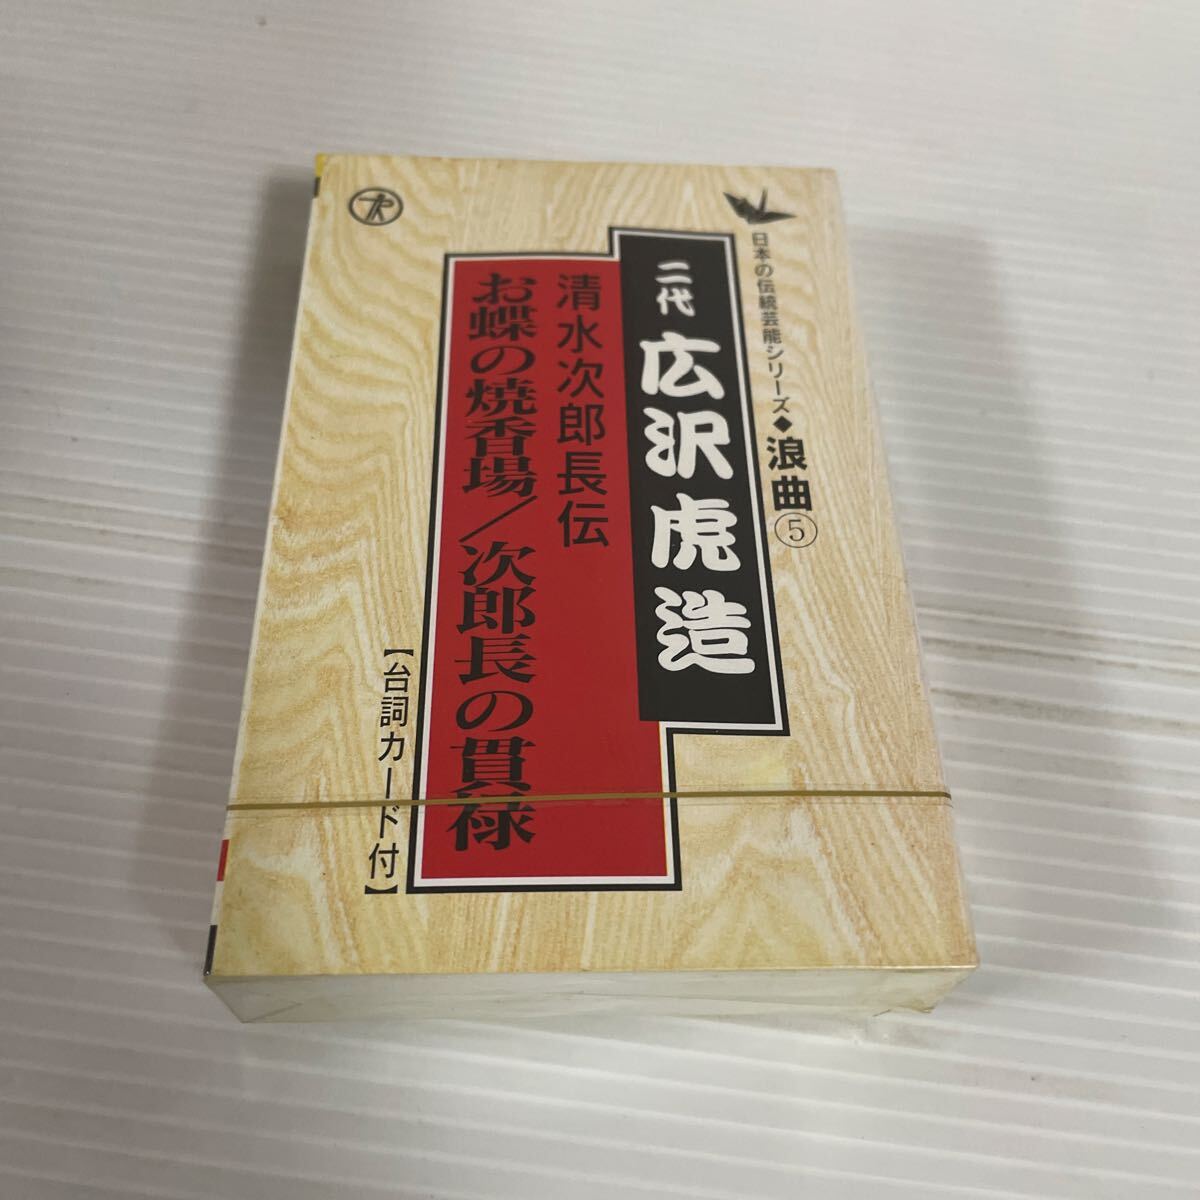 日本の伝統芸能シリーズ◆浪曲⑤
二代 広沢虎造
清水次郎長伝
お蝶の焼香場/次郎長の貫禄
【台詞カード付】